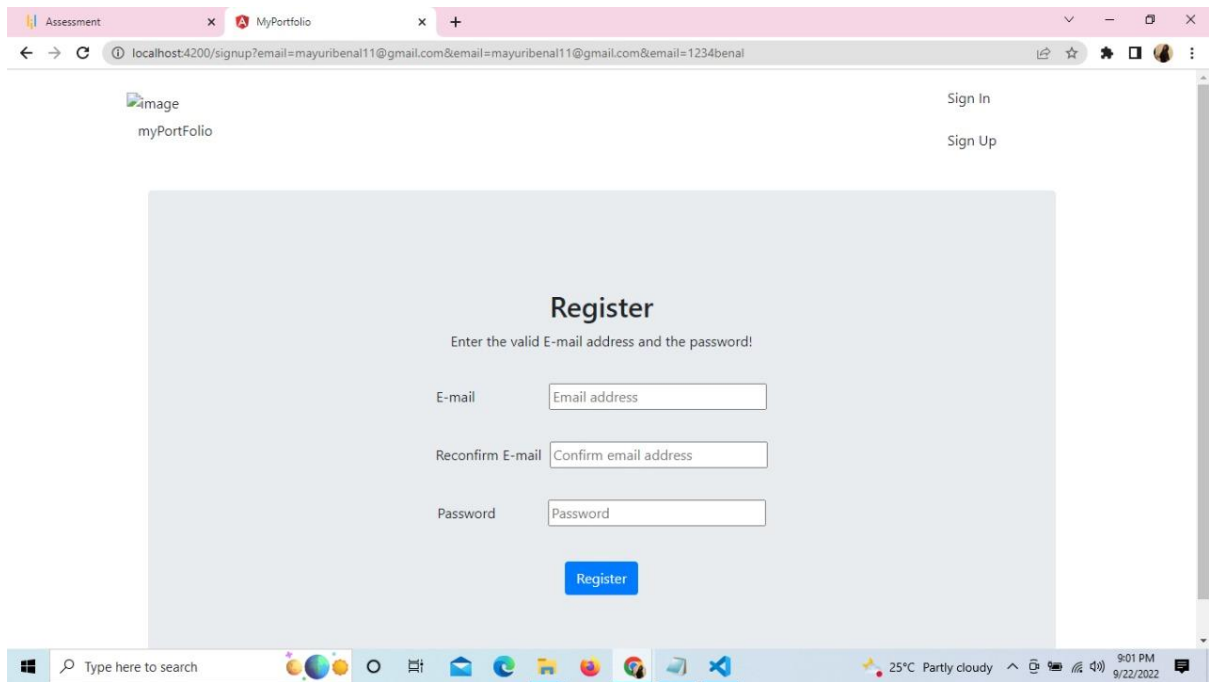 Assessment
MyPortfolio
localhost:4200/signup?email=mayuribenal11@gmail.com&email=mayuribenal11@gmail.com&email=1234benal
image
myPortFolio
Sign In
Sign Up
Register
Enter the valid E-mail address and the password!
E-mail
Email address
Reconfirm E-mail
Confirm email address
Password
Password
Register
Type here to search
25°C Partly cloudy
9:01 PM
9/22/2022